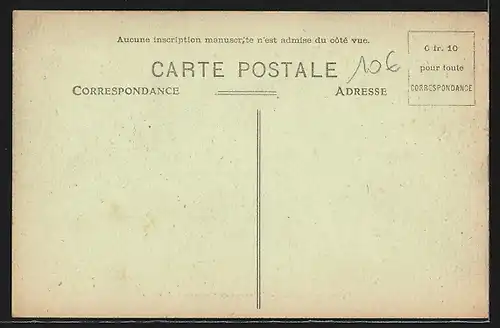 Aucune inscription manuscrite n'est admise du côté vue.
CARTE POSTALE
106
CORRESPONDANCE
ADRESSE
0 fr. 10
pour toute
CORRESPONDANCE